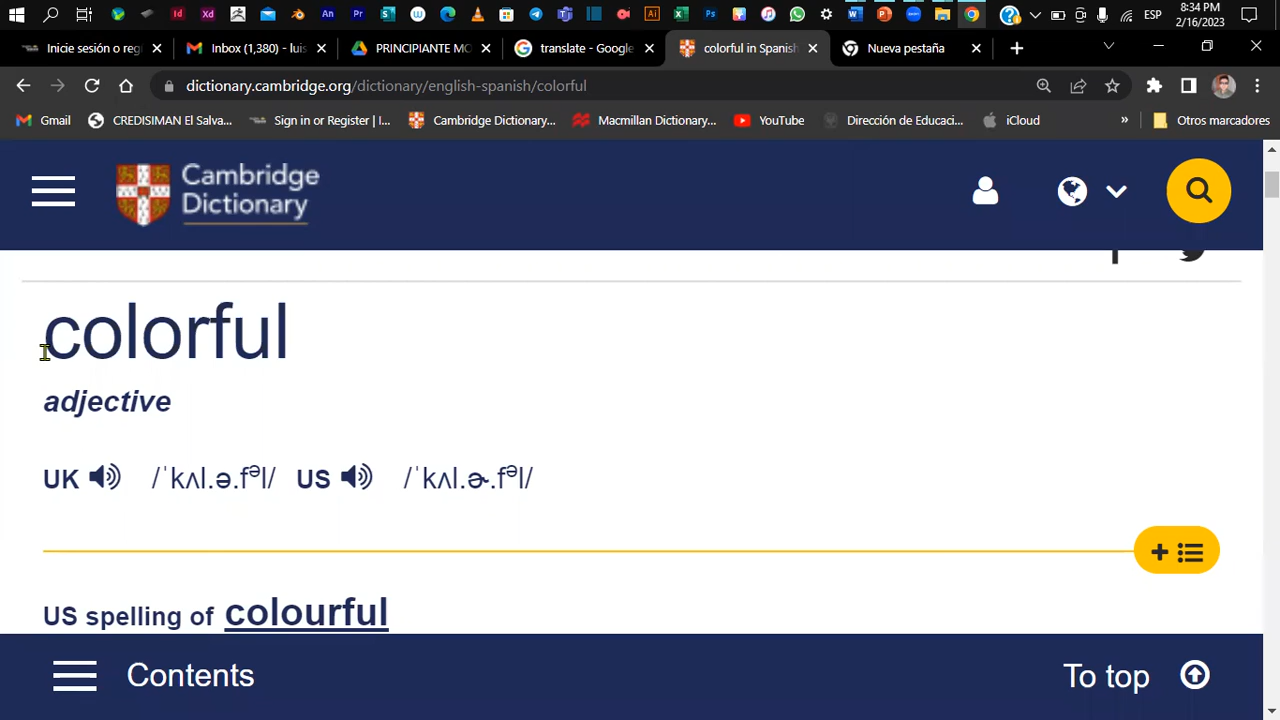 8:34 PM
ESP
2/16/2023
Inicie sesión o regi
Inbox (1,380) - luis
PRINCIPIANTE MO
translate - Google
colorful in Spanish
Nueva pestaña
dictionary.cambridge.org/dictionary/english-spanish/colorful
Gmail
CREDISIMAN El Salva...
Sign in or Register | I...
Cambridge Dictionary...
Macmillan Dictionary...
YouTube
Dirección de Educaci...
iCloud
»
Otros marcadores
Cambridge
Dictionary
colorful
adjective
UK /ˈkʌl.ə.fᵊl/ US /ˈkʌl.ɚ.fᵊl/
US spelling of colourful
Contents
To top